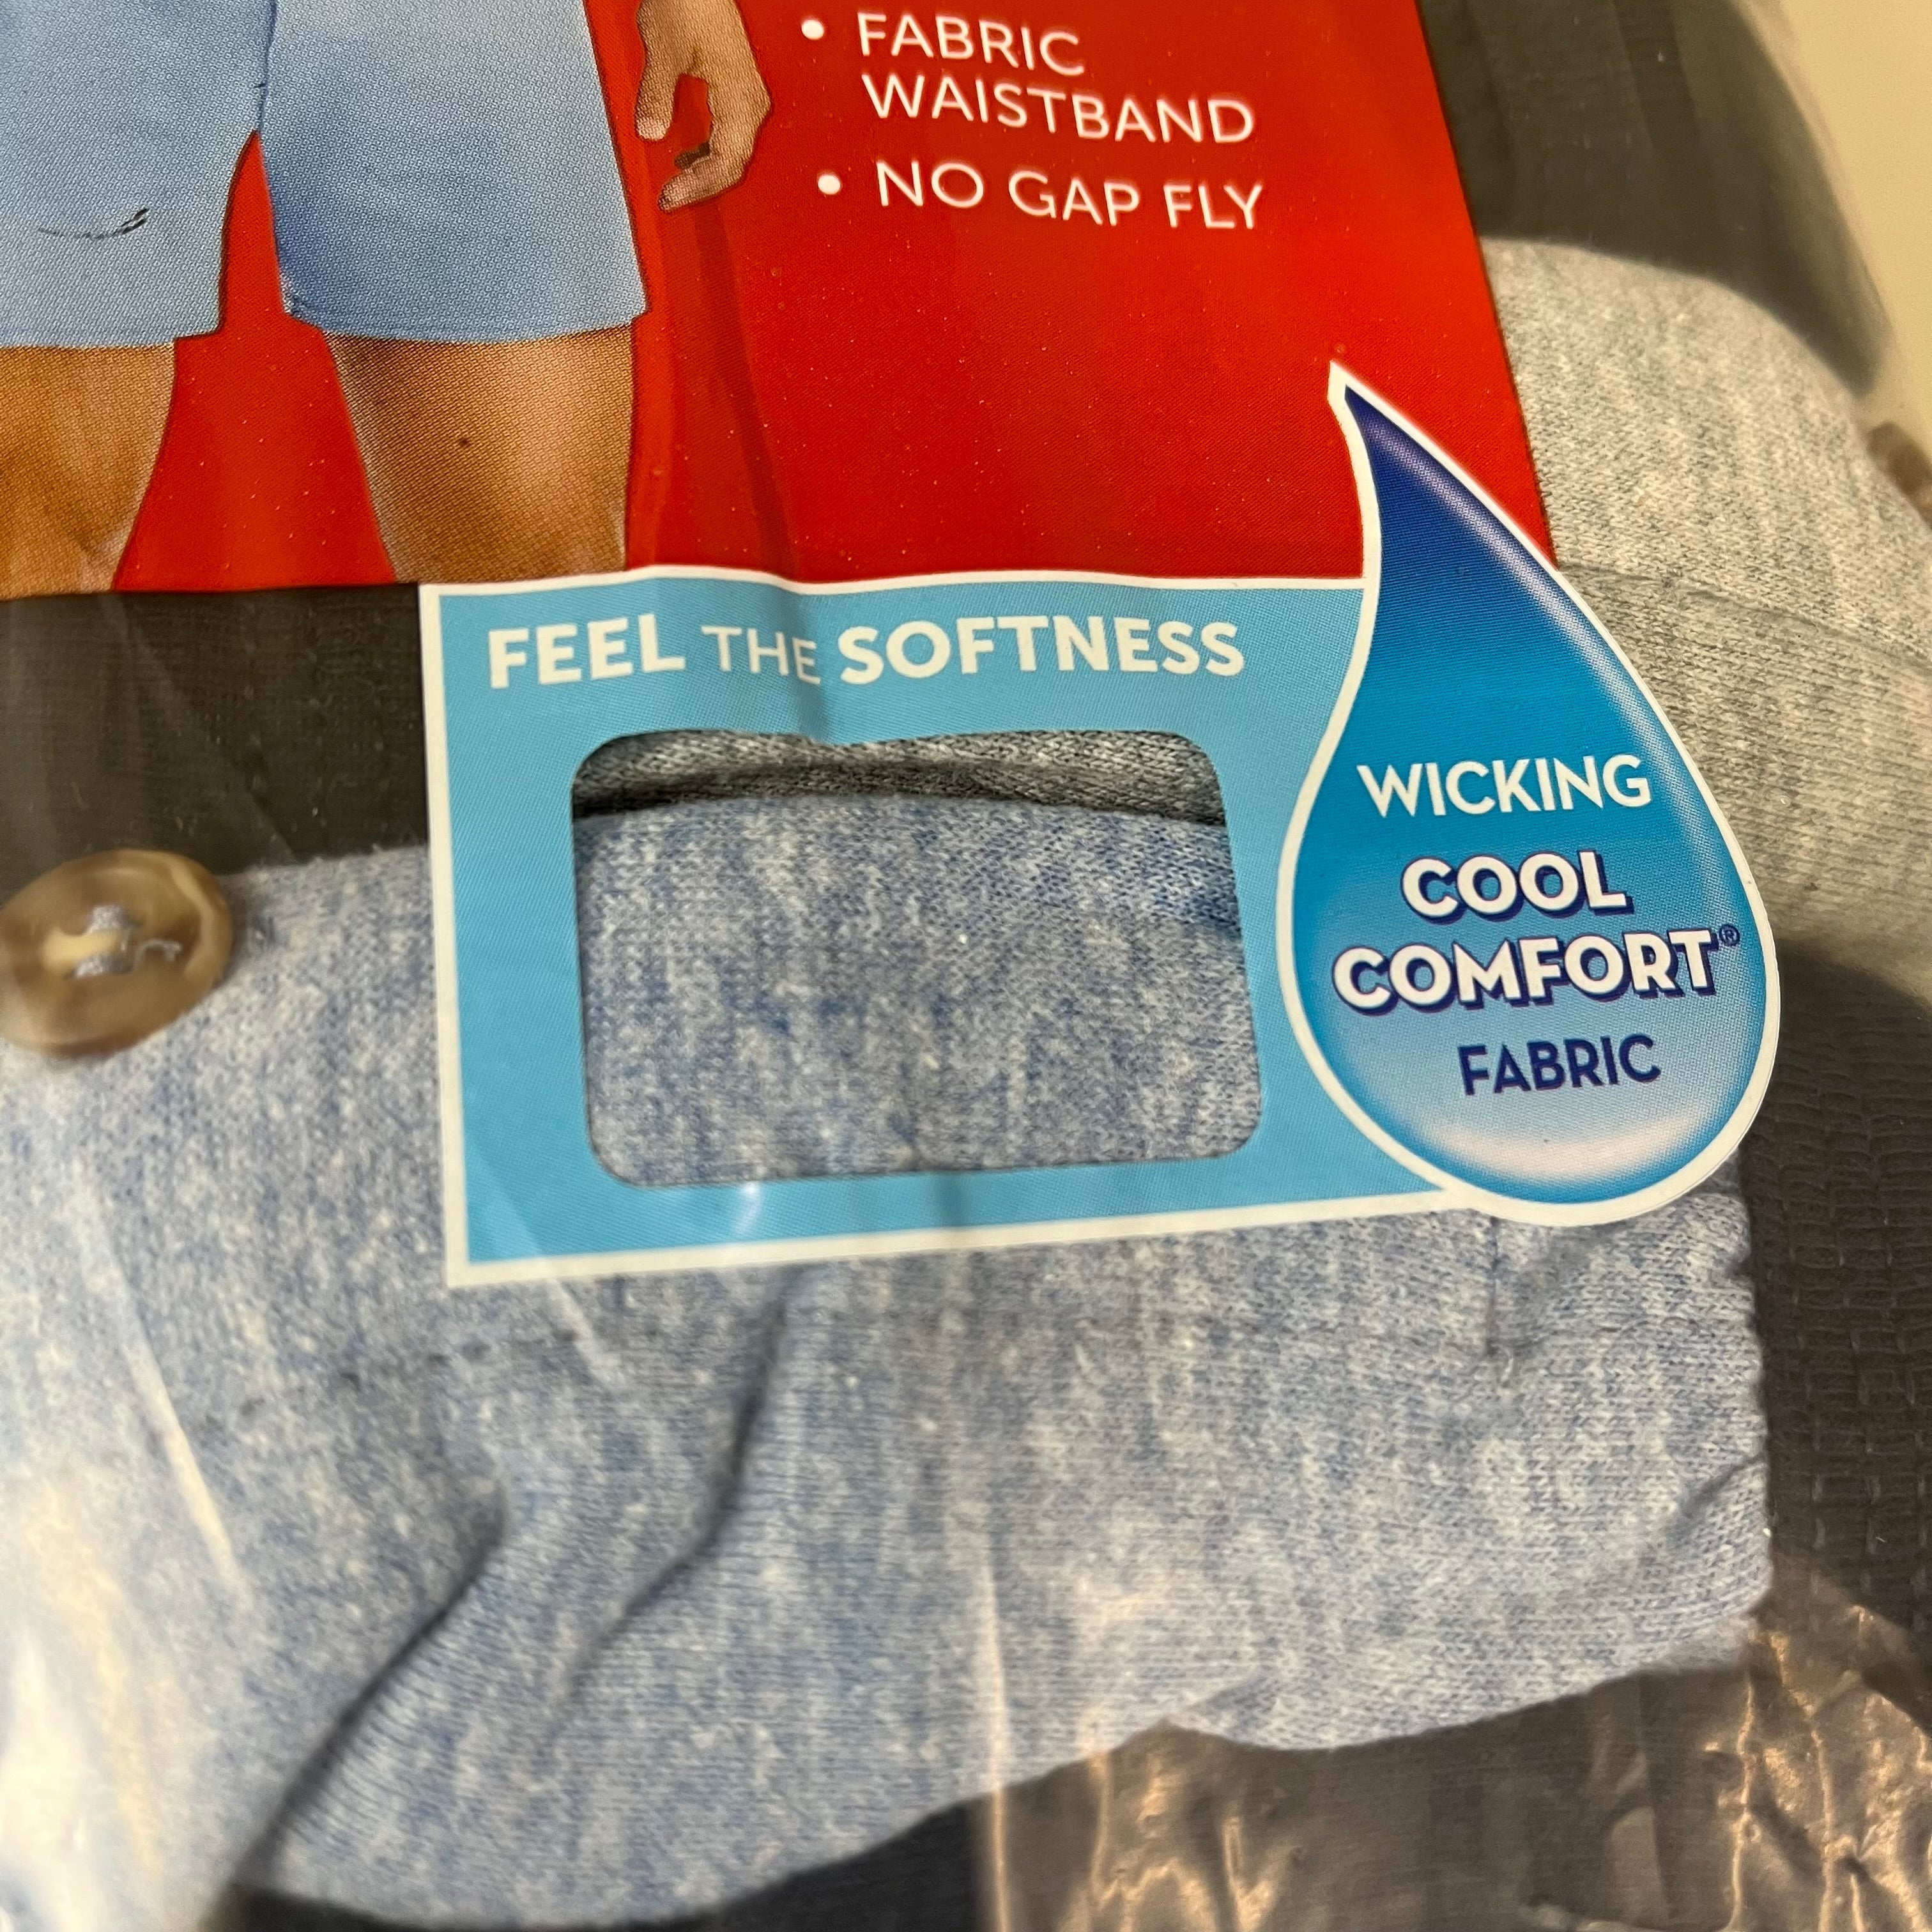 • FABRIC
WAISTBAND
• NO GAP FLY
FEEL THE SOFTNESS
WICKING
COOL
COMFORT®
FABRIC